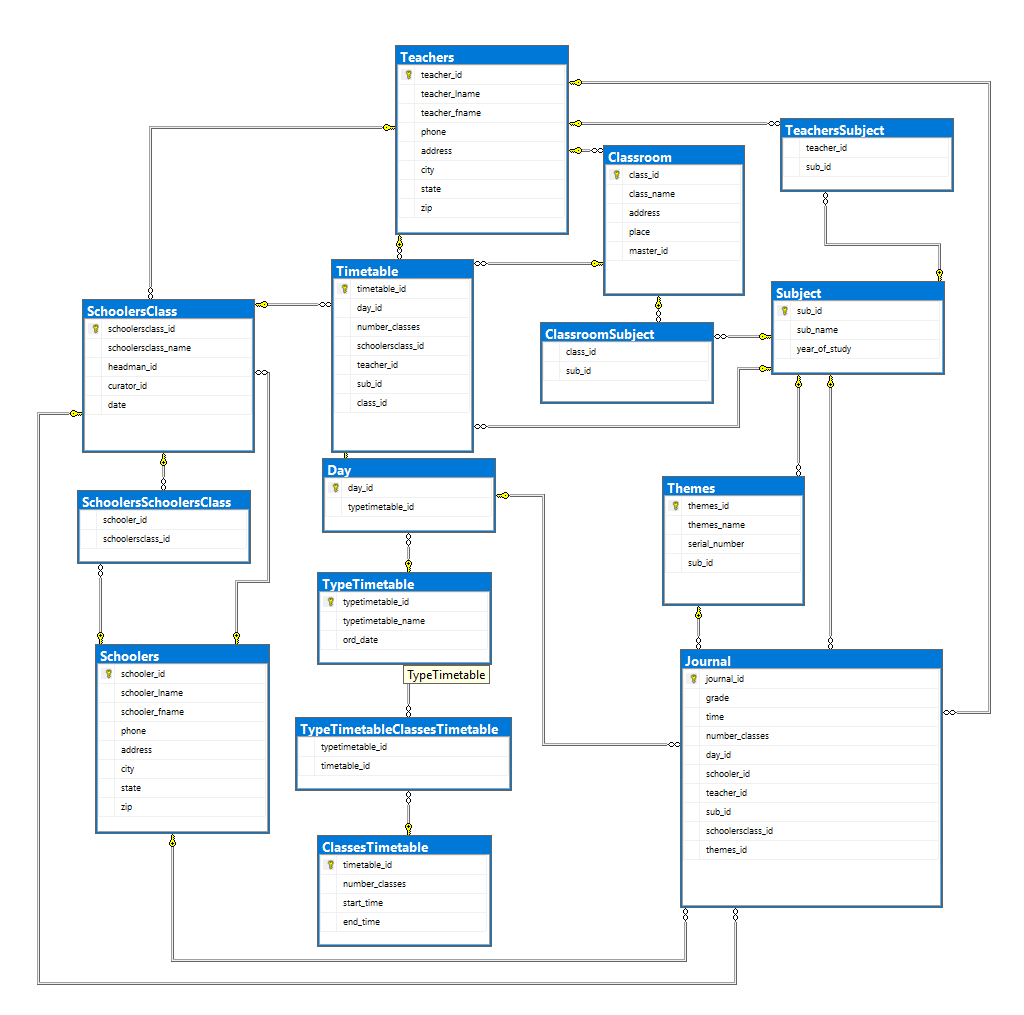 Teachers
teacher_id
teacher_lname
teacher_fname
phone
address
city
state
zip
TeachersSubject
teacher_id
sub_id
Classroom
class_id
class_name
address
place
master_id
Timetable
timetable_id
day_id
number_classes
schoolersclass_id
teacher_id
sub_id
class_id
Subject
sub_id
sub_name
year_of_study
SchoolersClass
schoolersclass_id
schoolersclass_name
headman_id
curator_id
date
ClassroomSubject
class_id
sub_id
Day
day_id
typetimetable_id
Themes
themes_id
themes_name
serial_number
sub_id
SchoolersSchoolersClass
schooler_id
schoolersclass_id
TypeTimetable
typetimetable_id
typetimetable_name
ord_date
TypeTimetable
Schoolers
schooler_id
schooler_lname
schooler_fname
phone
address
city
state
zip
Journal
journal_id
grade
time
number_classes
day_id
schooler_id
teacher_id
sub_id
schoolersclass_id
themes_id
TypeTimetableClassesTimetable
typetimetable_id
timetable_id
ClassesTimetable
timetable_id
number_classes
start_time
end_time